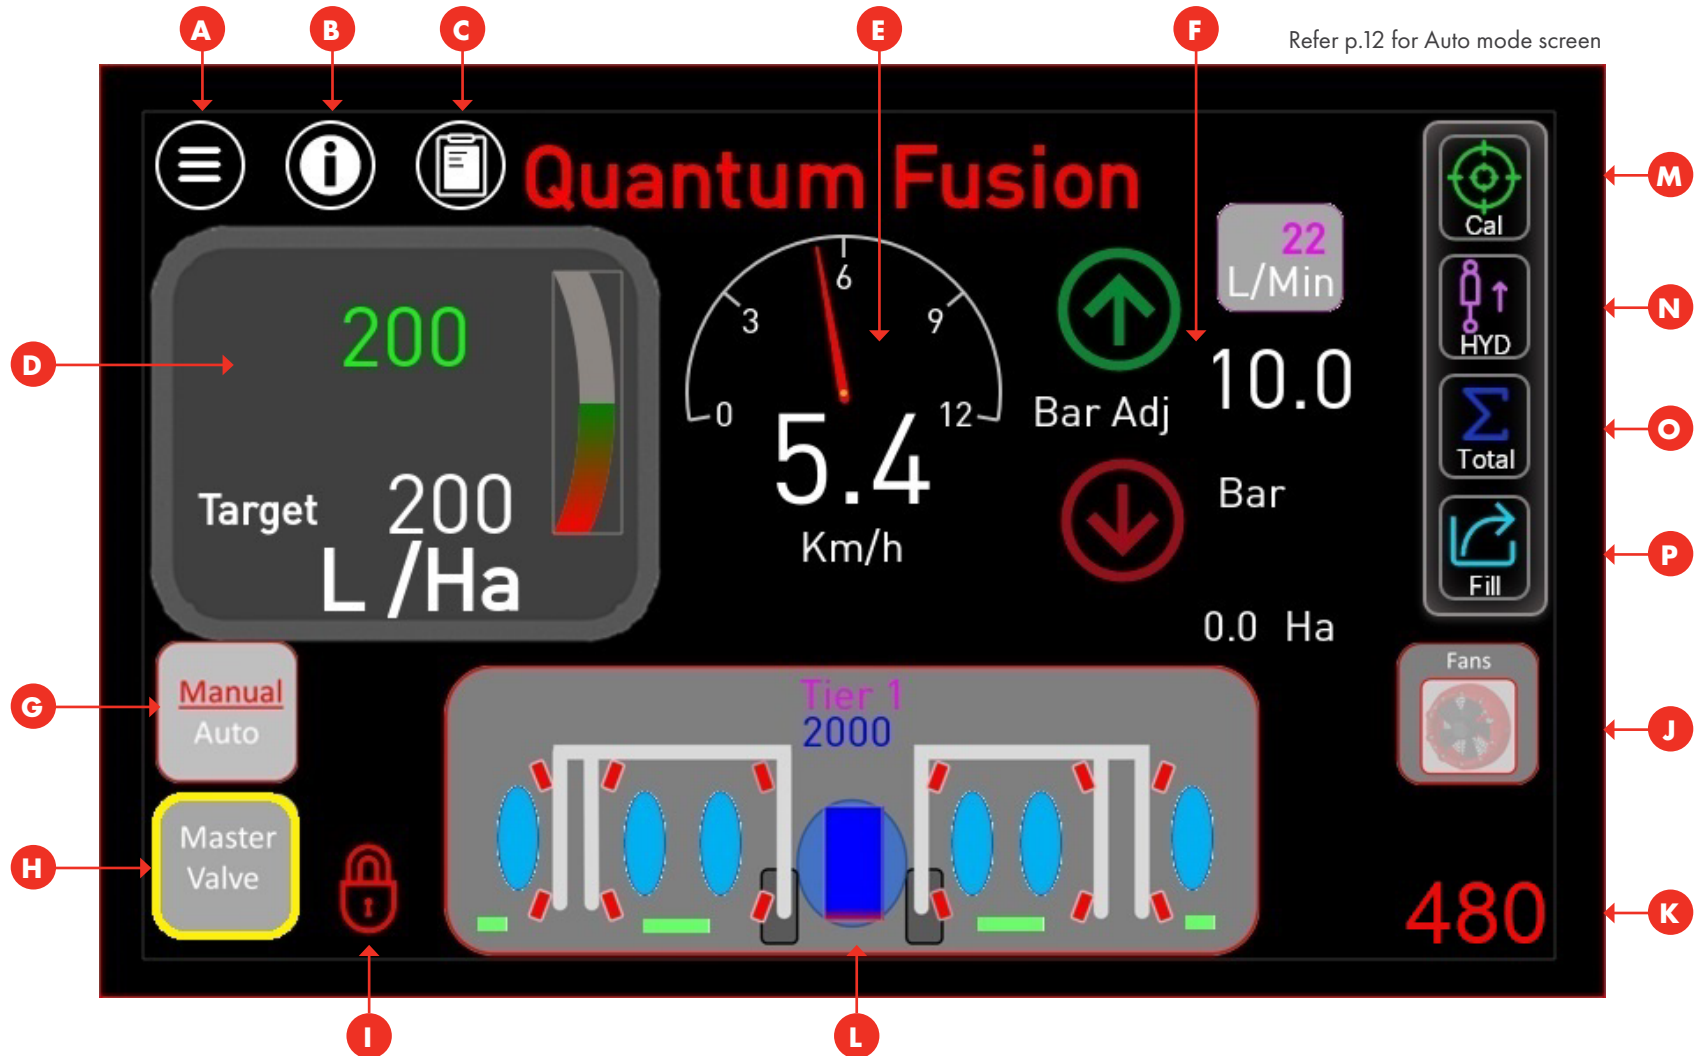 A
B
C
E
F
Refer p.12 for Auto mode screen
Quantum Fusion
M
Cal
22
L/Min
N
HYD
D
200
0
3
6
9
12
Bar Adj
10.0
O
Total
Target 200
L /Ha
5.4
Km/h
Bar
P
Fill
0.0 Ha
G
Manual
Auto
Tier 1
2000
Fans
J
H
Master
Valve
480
K
I
L